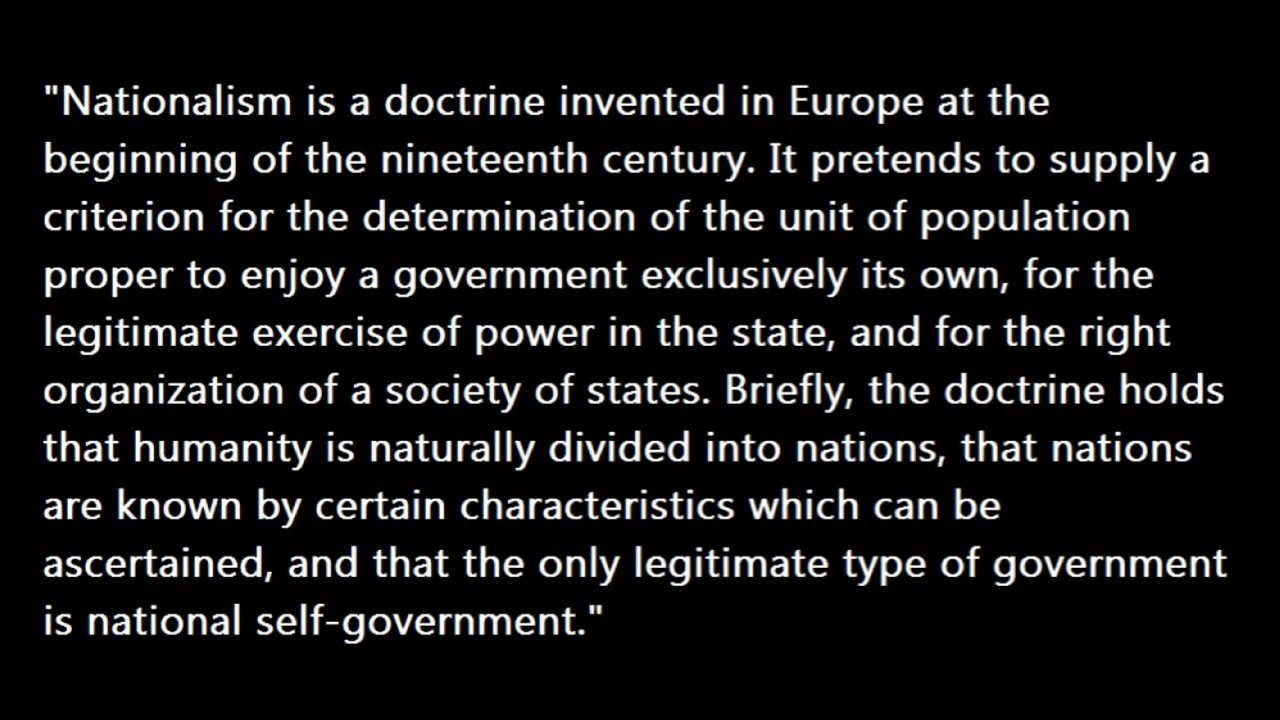 "Nationalism is a doctrine invented in Europe at the
beginning of the nineteenth century. It pretends to supply a
criterion for the determination of the unit of population
proper to enjoy a government exclusively its own, for the
legitimate exercise of power in the state, and for the right
organization of a society of states. Briefly, the doctrine holds
that humanity is naturally divided into nations, that nations
are known by certain characteristics which can be
ascertained, and that the only legitimate type of government
is national self-government."